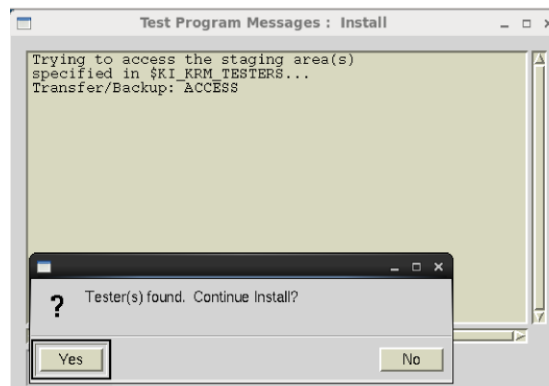 Test Program Messages : Install
Trying to access the staging area(s)
specified in $KI_KRM_TESTERS...
Transfer/Backup: ACCESS
Tester(s) found. Continue Install?
Yes
No